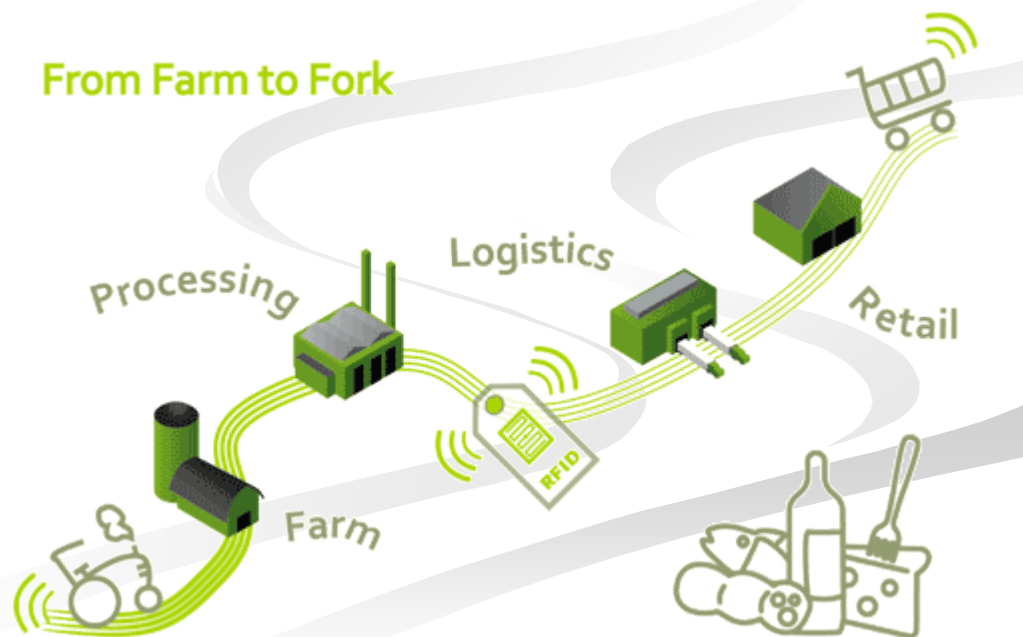 From Farm to Fork
Logistics
Processing
Retail
RFID
Farm